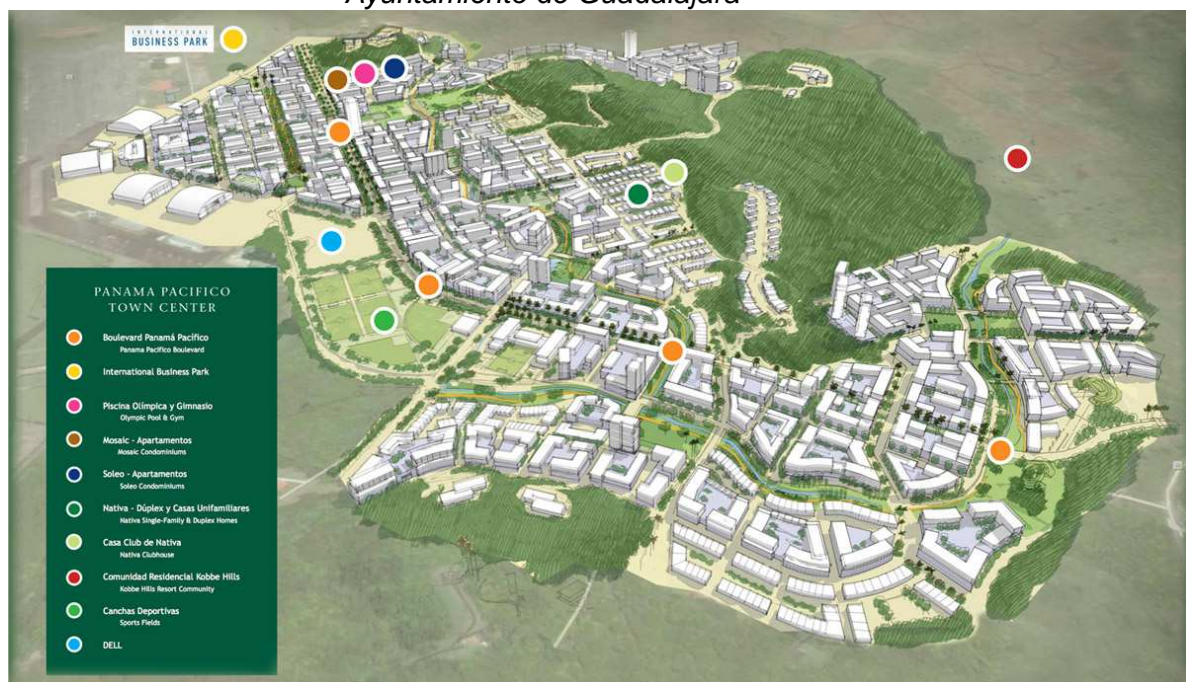 Ayuntamiento de Guadalajara
INTERNATIONAL
BUSINESS PARK
PANAMA PACIFICO
TOWN CENTER
Boulevard Panamá Pacífico
Panama Pacifico Boulevard
International Business Park
Piscina Olímpica y Gimnasio
Olympic Pool & Gym
Mosaic - Apartamentos
Mosaic Condominiums
Soleo - Apartamentos
Soleo Condominiums
Nativa - Dúplex y Casas Unifamiliares
Nativa Single-Family & Duplex Homes
Casa Club de Nativa
Nativa Clubhouse
Comunidad Residencial Kobbe Hills
Kobbe Hills Resort Community
Canchas Deportivas
Sports Fields
DELL